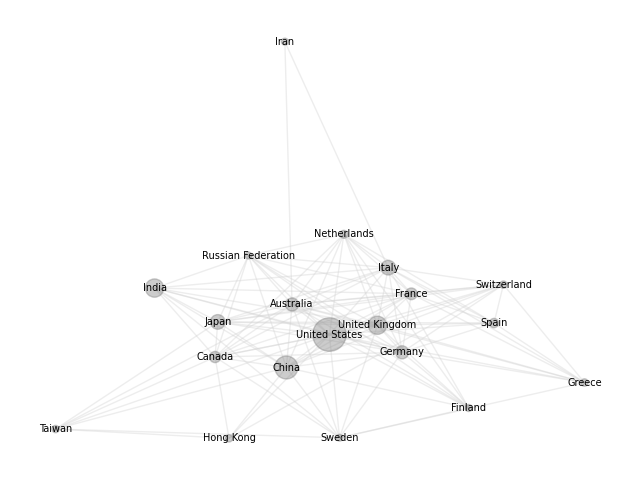 Iran
Netherlands
Russian Federation
Italy
Switzerland
India
France
Australia
Japan
United Kingdom
Spain
United States
Germany
Canada
China
Greece
Finland
Taiwan
Hong Kong
Sweden